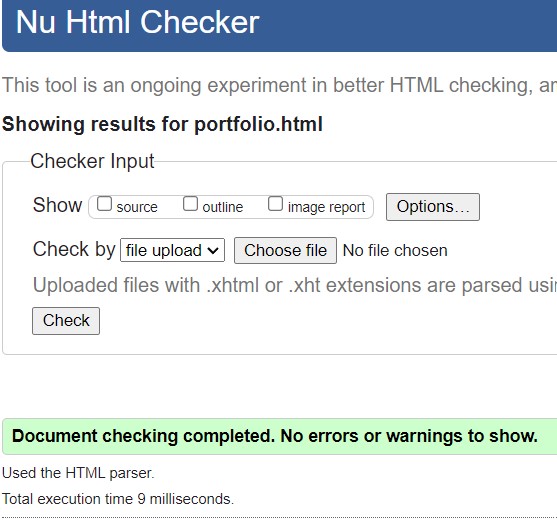 Nu Html Checker
This tool is an ongoing experiment in better HTML checking,
Showing results for portfolio.html
Checker Input
Show source outline image report Options...
Check by file upload Choose file No file chosen
Uploaded files with .xhtml or .xht extensions are parsed
Check
Document checking completed. No errors or warnings to show.
Used the HTML parser.
Total execution time 9 milliseconds.